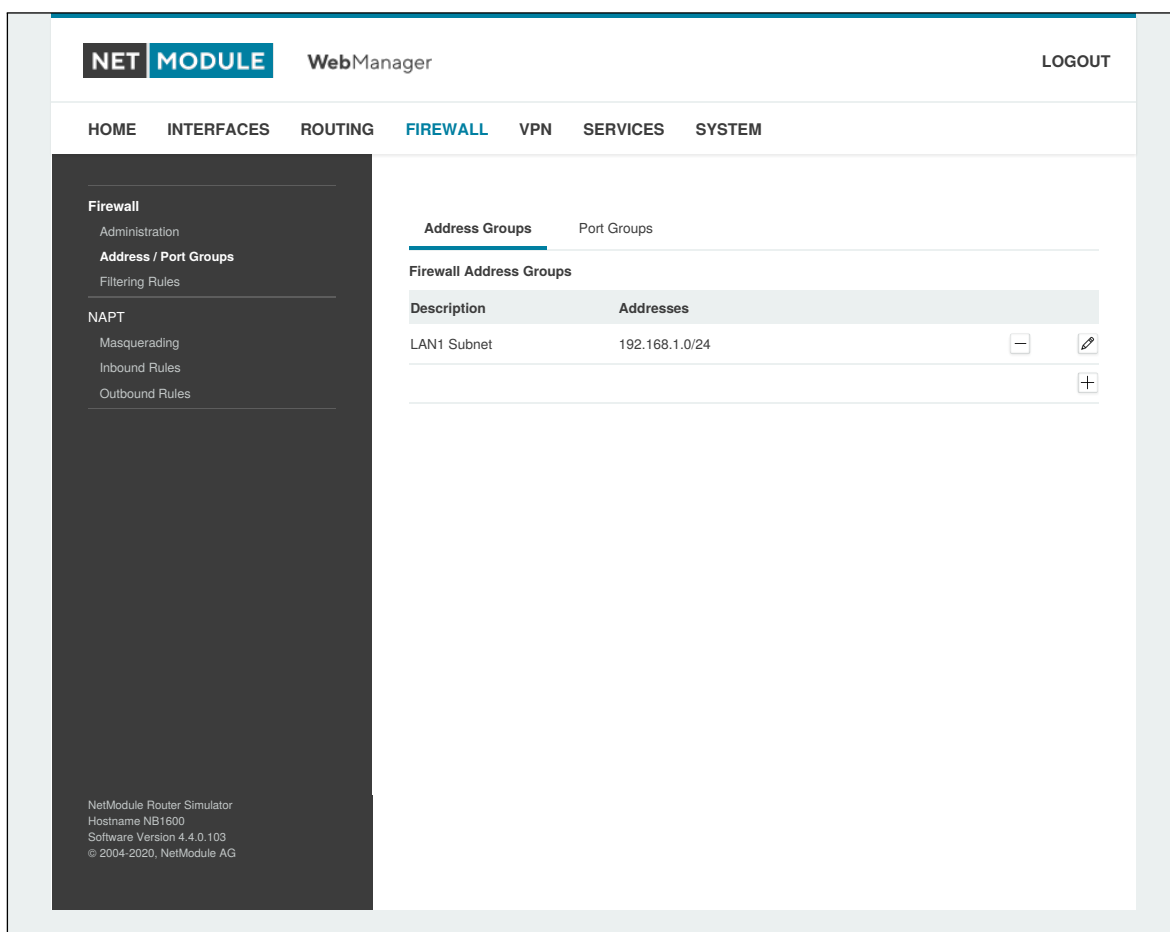 NET MODULE WebManager LOGOUT
HOME INTERFACES ROUTING FIREWALL VPN SERVICES SYSTEM
Firewall
Administration
Address / Port Groups
Filtering Rules
NAPT
Masquerading
Inbound Rules
Outbound Rules
Address Groups Port Groups
Firewall Address Groups
Description Addresses
LAN1 Subnet 192.168.1.0/24
NetModule Router Simulator
Hostname NB1600
Software Version 4.4.0.103
© 2004-2020, NetModule AG